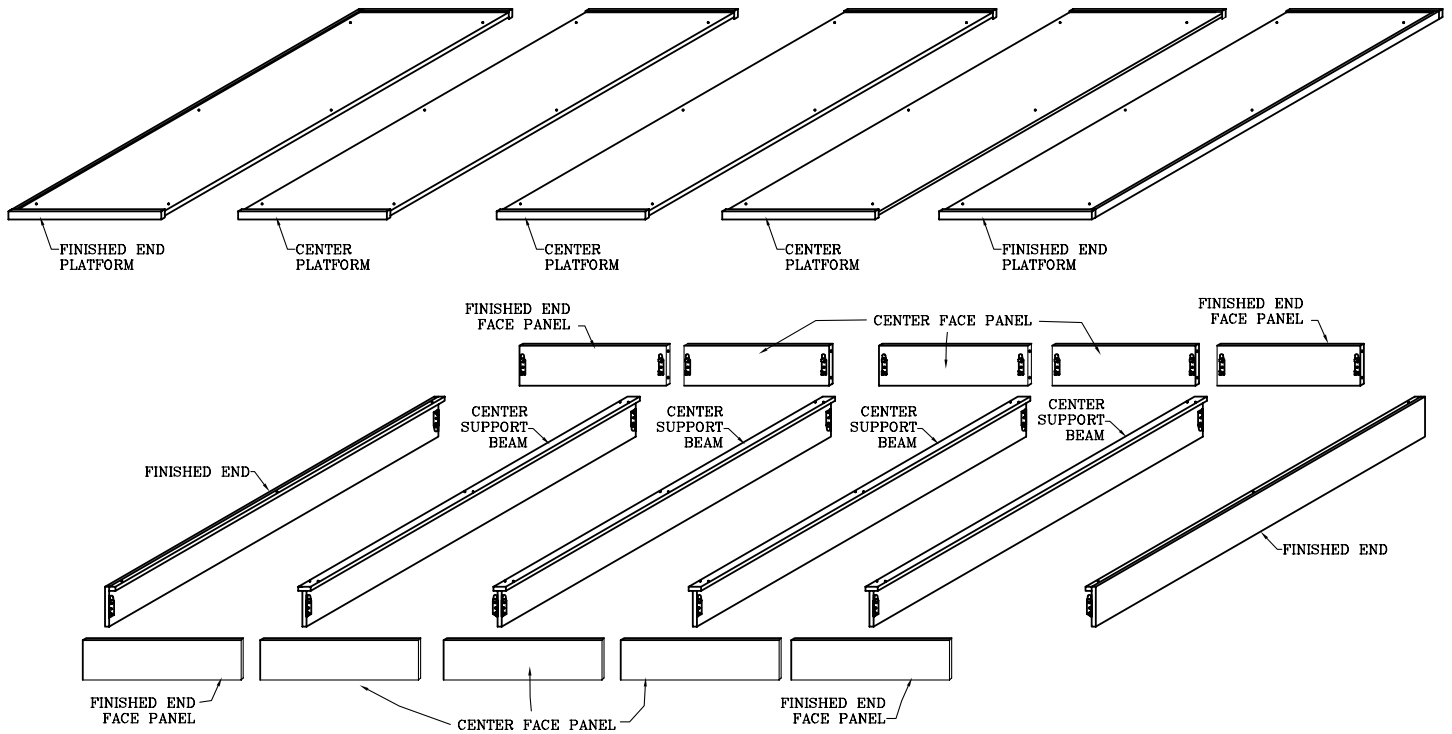 FINISHED END
PLATFORM
CENTER
PLATFORM
CENTER
PLATFORM
CENTER
PLATFORM
FINISHED END
PLATFORM
FINISHED END
FACE PANEL
CENTER FACE PANEL
FINISHED END
FACE PANEL
FINISHED END
CENTER
SUPPORT
BEAM
CENTER
SUPPORT
BEAM
CENTER
SUPPORT
BEAM
CENTER
SUPPORT
BEAM
FINISHED END
FINISHED END
FACE PANEL
CENTER FACE PANEL
FINISHED END
FACE PANEL